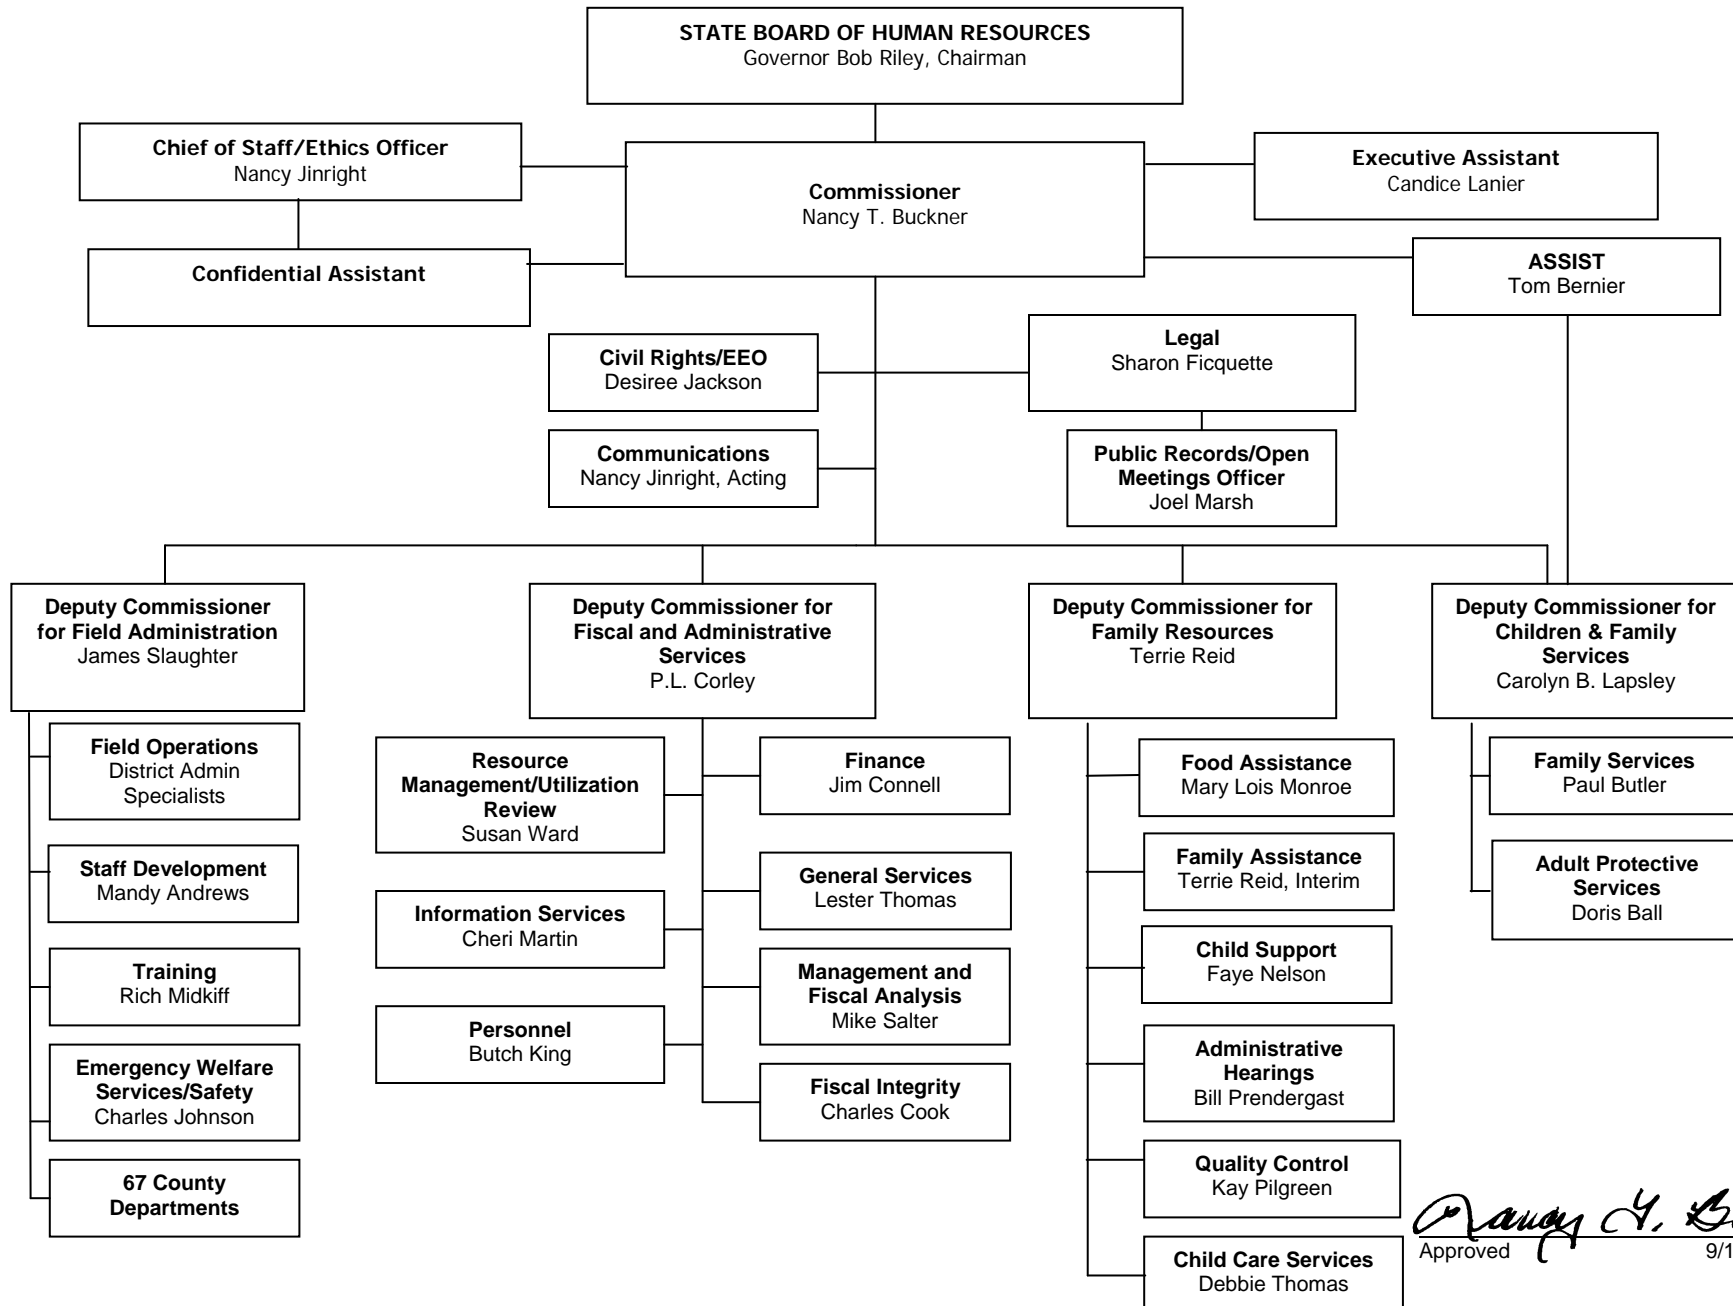 STATE BOARD OF HUMAN RESOURCES
Governor Bob Riley, Chairman
Chief of Staff/Ethics Officer
Nancy Jinright
Commissioner
Nancy T. Buckner
Executive Assistant
Candice Lanier
Confidential Assistant
ASSIST
Tom Bernier
Civil Rights/EEO
Desiree Jackson
Legal
Sharon Ficquette
Communications
Nancy Jinright, Acting
Public Records/Open
Meetings Officer
Joel Marsh
Deputy Commissioner
for Field Administration
James Slaughter
Deputy Commissioner for
Fiscal and Administrative
Services
P.L. Corley
Deputy Commissioner for
Family Resources
Terrie Reid
Deputy Commissioner for
Children & Family
Services
Carolyn B. Lapsley
Field Operations
District Admin
Specialists
Staff Development
Mandy Andrews
Training
Rich Midkiff
Emergency Welfare
Services/Safety
Charles Johnson
67 County
Departments
Resource
Management/Utilization
Review
Susan Ward
Information Services
Cheri Martin
Personnel
Butch King
Finance
Jim Connell
General Services
Lester Thomas
Management and
Fiscal Analysis
Mike Salter
Fiscal Integrity
Charles Cook
Food Assistance
Mary Lois Monroe
Family Assistance
Terrie Reid, Interim
Child Support
Faye Nelson
Administrative
Hearings
Bill Prendergast
Quality Control
Kay Pilgreen
Child Care Services
Debbie Thomas
Family Services
Paul Butler
Adult Protective
Services
Doris Ball
Nancy
Approved 9/1